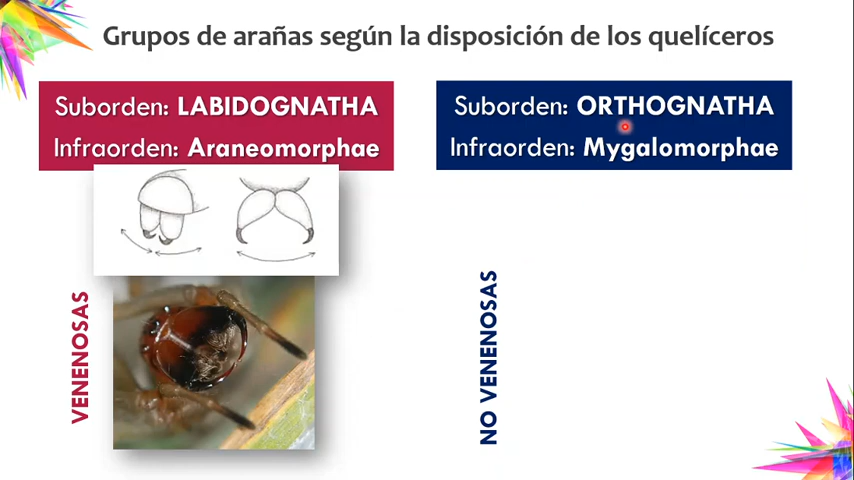 Grupos de arañas según la disposición de los quelíceros
Suborden: LABIDOGNATHA
Infraorden: Araneomorphae
Suborden: ORTHOGNATHA
Infraorden: Mygalomorphae
VENENOSAS
NO VENENOSAS